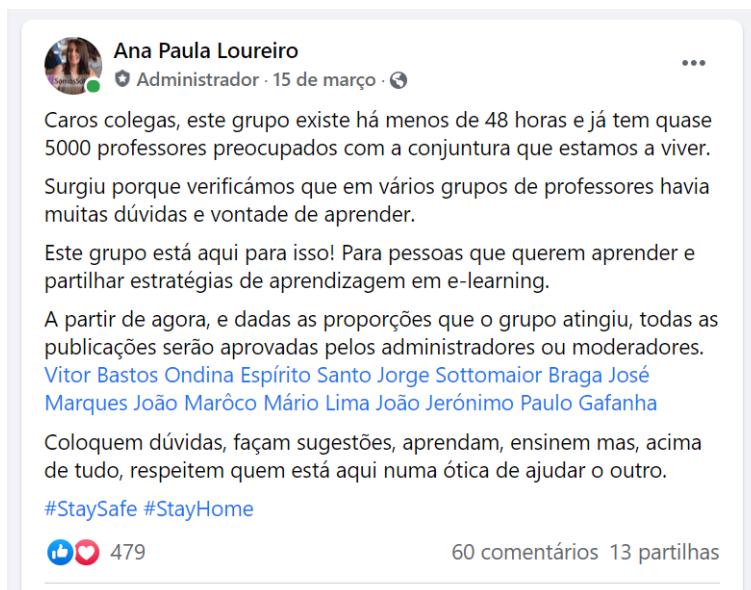 Ana Paula Loureiro
Administrador · 15 de março ·
Caros colegas, este grupo existe há menos de 48 horas e já tem quase
5000 professores preocupados com a conjuntura que estamos a viver.
Surgiu porque verificámos que em vários grupos de professores havia
muitas dúvidas e vontade de aprender.
Este grupo está aqui para isso! Para pessoas que querem aprender e
partilhar estratégias de aprendizagem em e-learning.
A partir de agora, e dadas as proporções que o grupo atingiu, todas as
publicações serão aprovadas pelos administradores ou moderadores.
Vitor Bastos Ondina Espírito Santo Jorge Sottomaior Braga José
Marques João Marôco Mário Lima João Jerónimo Paulo Gafanha
Coloquem dúvidas, façam sugestões, aprendam, ensinem mas, acima
de tudo, respeitem quem está aqui numa ótica de ajudar o outro.
#StaySafe #StayHome
479 60 comentários 13 partilhas